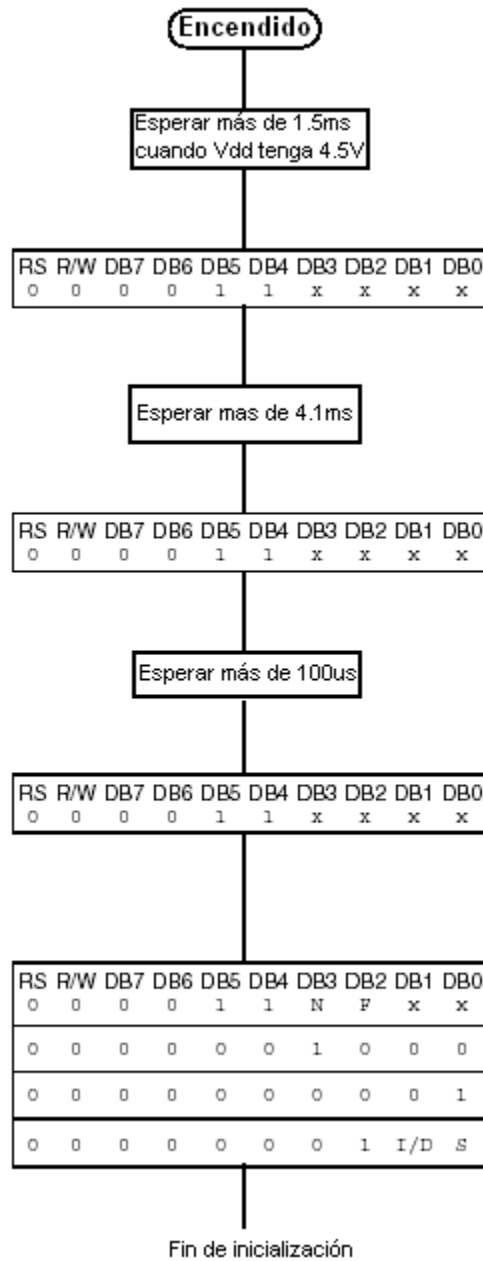 Encendido
Esperar más de 1.5ms
cuando Vdd tenga 4.5V
RS R/W DB7 DB6 DB5 DB4 DB3 DB2 DB1 DB0
0 0 0 0 1 1 x x x x
Esperar mas de 4.1ms
RS R/W DB7 DB6 DB5 DB4 DB3 DB2 DB1 DB0
0 0 0 0 1 1 x x x x
Esperar más de 100us
RS R/W DB7 DB6 DB5 DB4 DB3 DB2 DB1 DB0
0 0 0 0 1 1 x x x x
RS R/W DB7 DB6 DB5 DB4 DB3 DB2 DB1 DB0
0 0 0 0 1 1 N F x x
0 0 0 0 0 0 1 0 0 0
0 0 0 0 0 0 0 0 0 1
0 0 0 0 0 0 0 1 I/D S
Fin de inicialización